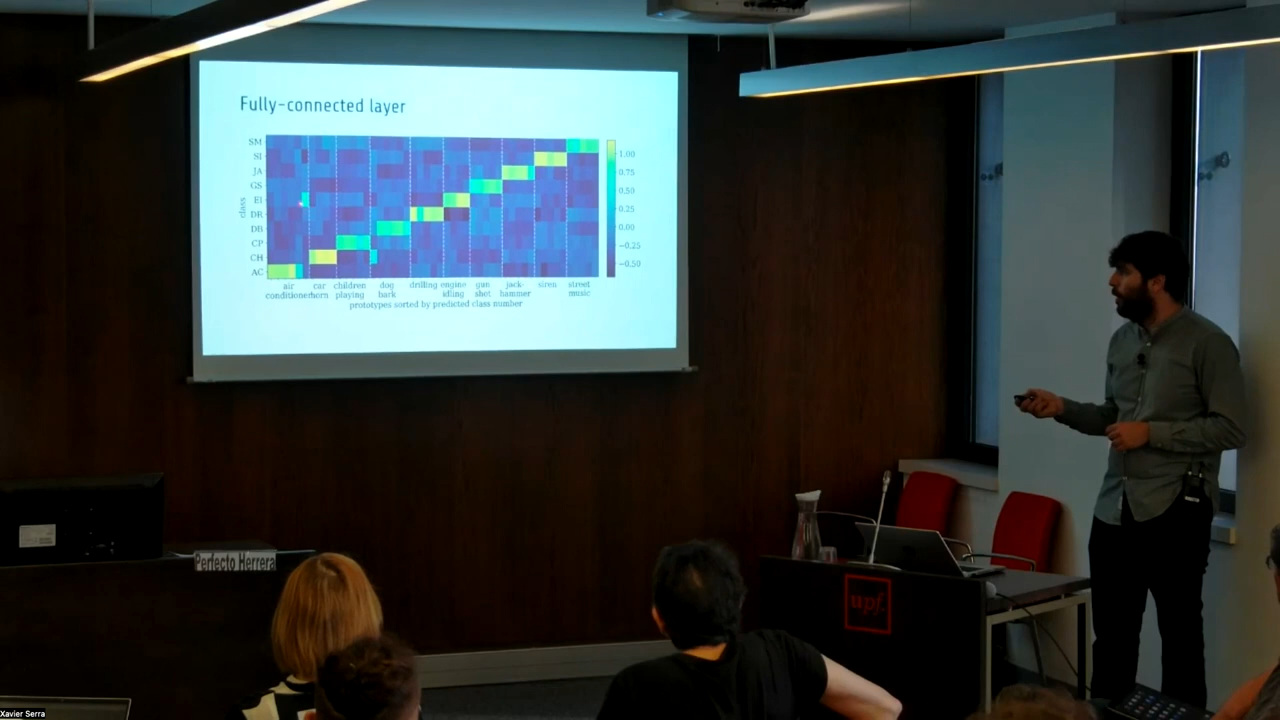 Fully-connected layer
class
SM
SI
JA
GS
EI
DR
DB
CP
CH
AC
1.00
0.75
0.50
0.25
0.00
−0.25
−0.50
air conditioner
car horn
children playing
dog bark
drilling
engine idling
gun shot
jack-hammer
siren
street music
prototypes sorted by predicted class number
Perfecto Herrera
upf.
Xavier Serra